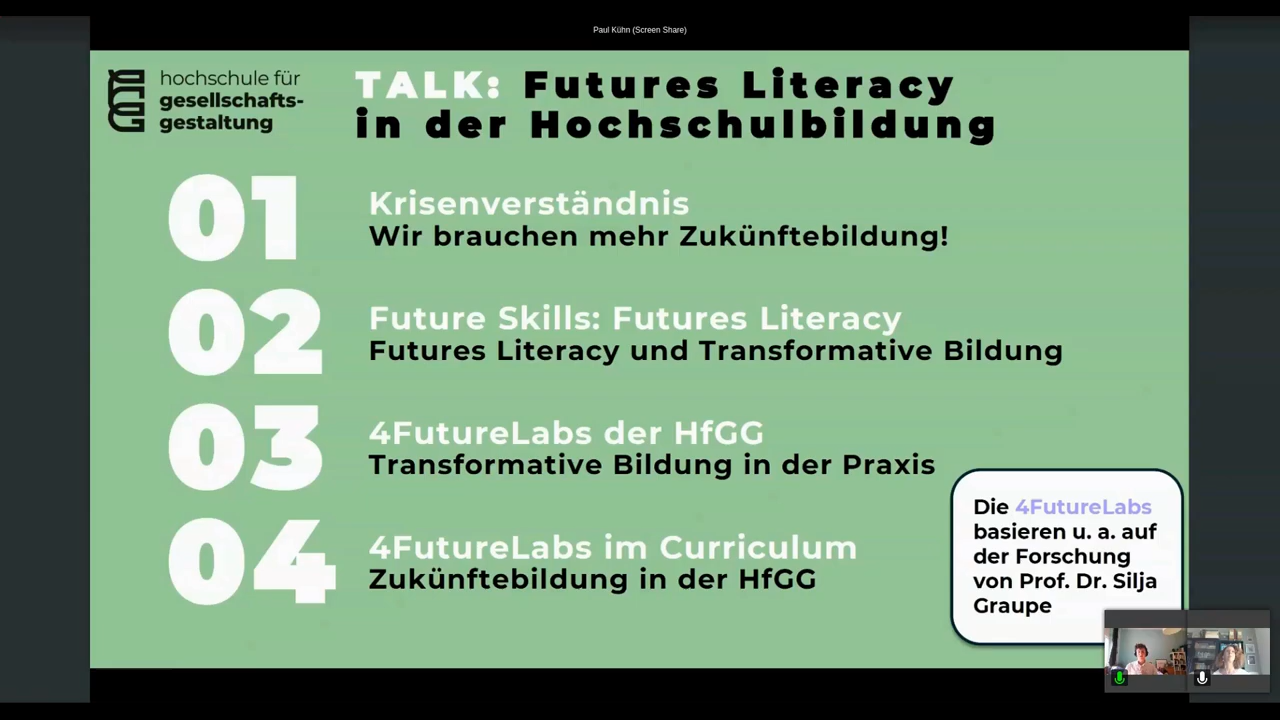 Paul Kühn (Screen Share)
hochschule für
gesellschafts-
gestaltung
TALK: Futures Literacy
in der Hochschulbildung
01
Krisenverständnis
Wir brauchen mehr Zukünftebildung!
02
Future Skills: Futures Literacy
Futures Literacy und Transformative Bildung
03
4FutureLabs der HfGG
Transformative Bildung in der Praxis
04
4FutureLabs im Curriculum
Zukünftebildung in der HfGG
Die 4FutureLabs
basieren u. a. auf
der Forschung
von Prof. Dr. Silja
Graupe